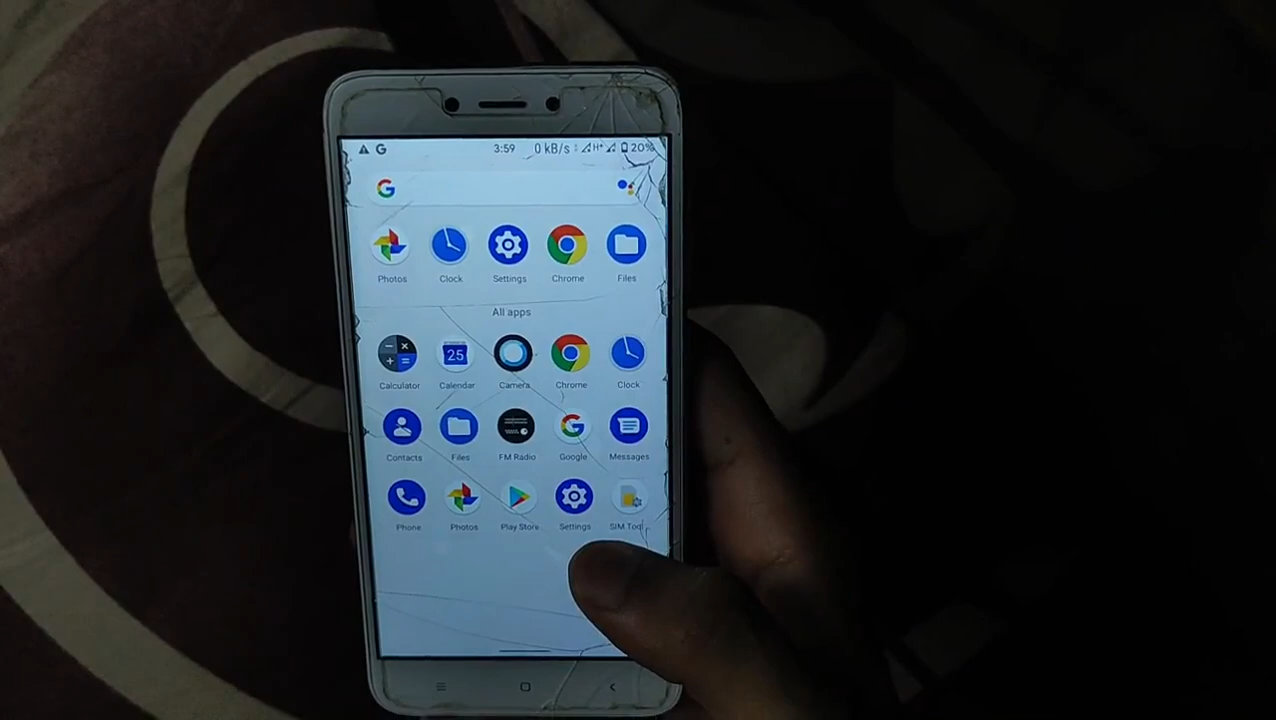 3:59 0 kB/s H+ 20%
Photos Clock Settings Chrome Files
All apps
Calculator Calendar Camera Chrome Clock
25
Contacts Files FM Radio Google Messages
Phone Photos Play Store Settings SIM Tool